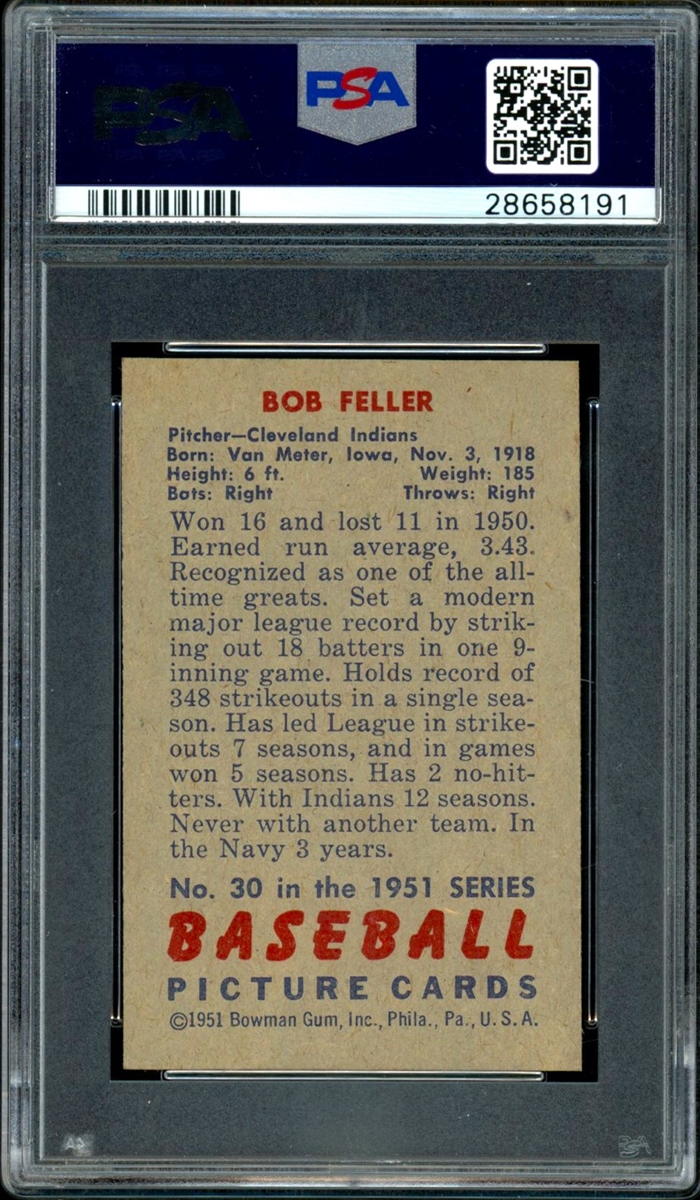 PSA
PSA
28658191
BOB FELLER
Pitcher—Cleveland Indians
Born: Van Meter, Iowa, Nov. 3, 1918
Height: 6 ft. Weight: 185
Bats: Right Throws: Right
Won 16 and lost 11 in 1950.
Earned run average, 3.43.
Recognized as one of the all-
time greats. Set a modern
major league record by strik-
ing out 18 batters in one 9-
inning game. Holds record of
348 strikeouts in a single sea-
son. Has led League in strike-
outs 7 seasons, and in games
won 5 seasons. Has 2 no-hit-
ters. With Indians 12 seasons.
Never with another team. In
the Navy 3 years.
No. 30 in the 1951 SERIES
BASEBALL
PICTURE CARDS
©1951 Bowman Gum, Inc., Phila., Pa., U.S.A.
PSA